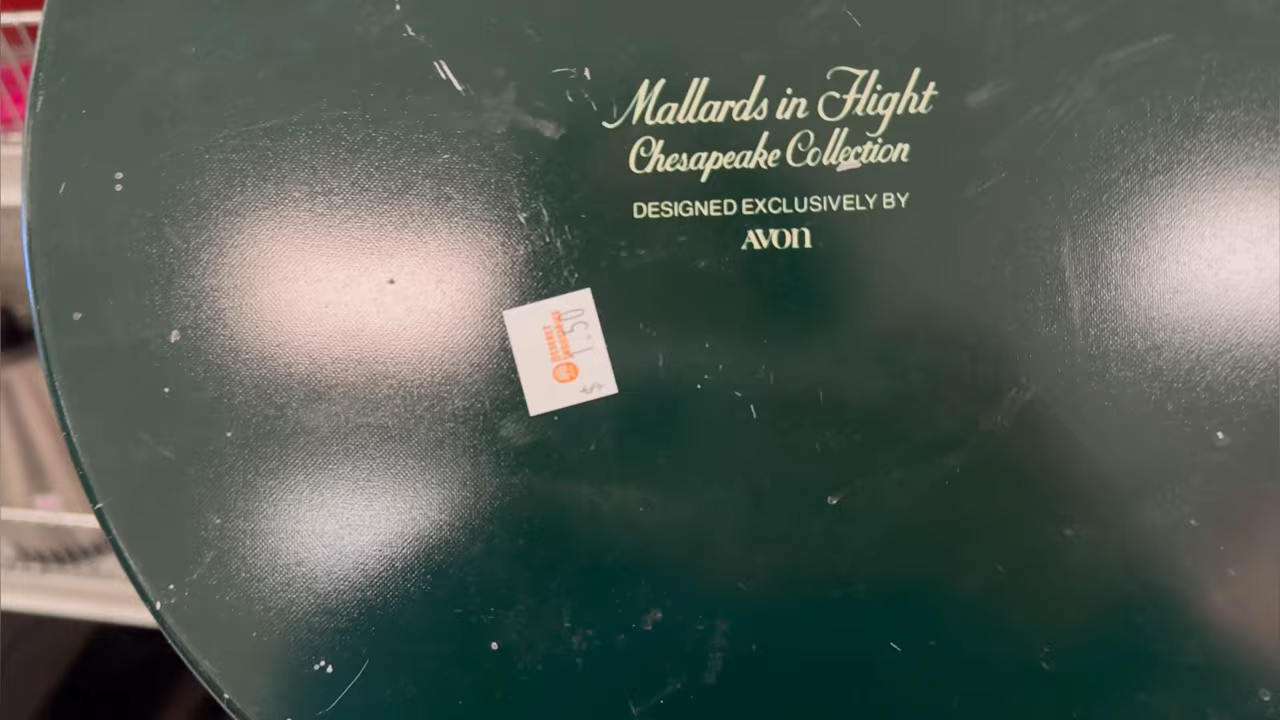 Mallards in Flight
Chesapeake Collection
DESIGNED EXCLUSIVELY BY
AVON
$ 1.50